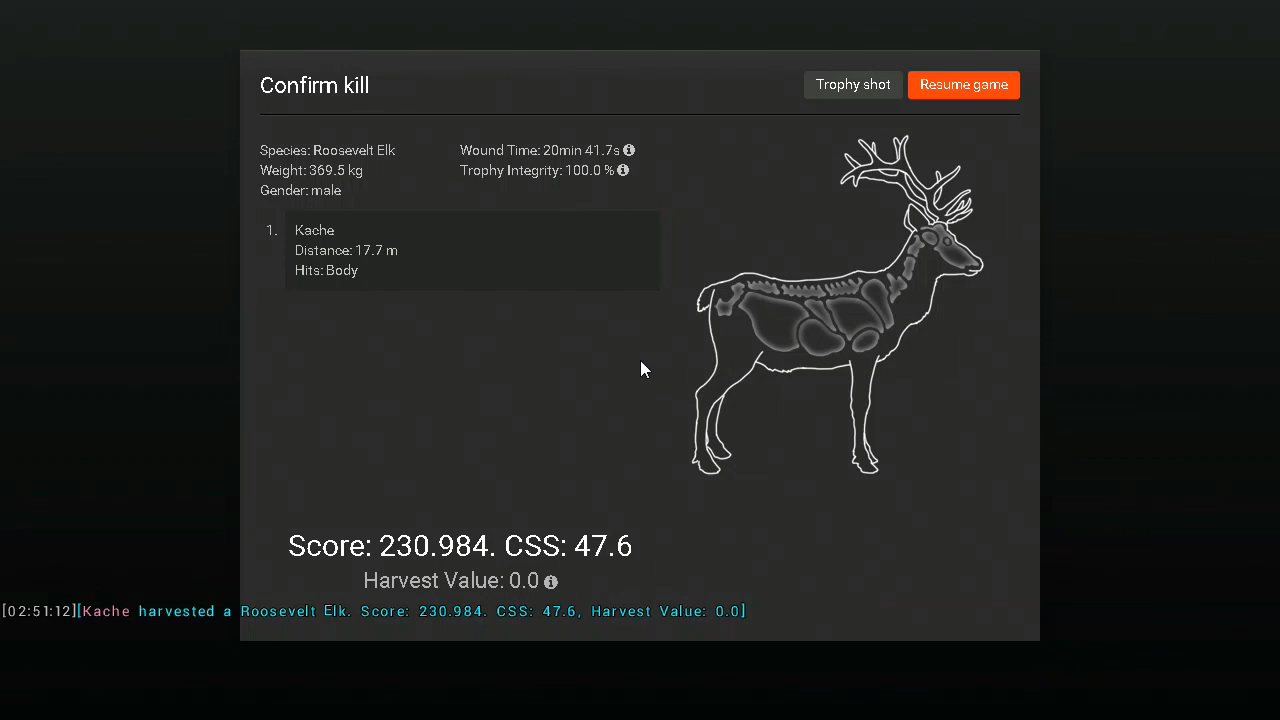 Confirm kill
Trophy shot
Resume game
Species: Roosevelt Elk
Weight: 369.5 kg
Gender: male
Wound Time: 20min 41.7s
Trophy Integrity: 100.0 %
1.
Kache
Distance: 17.7 m
Hits: Body
Score: 230.984. CSS: 47.6
Harvest Value: 0.0
[02:51:12][Kache harvested a Roosevelt Elk. Score: 230.984. CSS: 47.6, Harvest Value: 0.0]